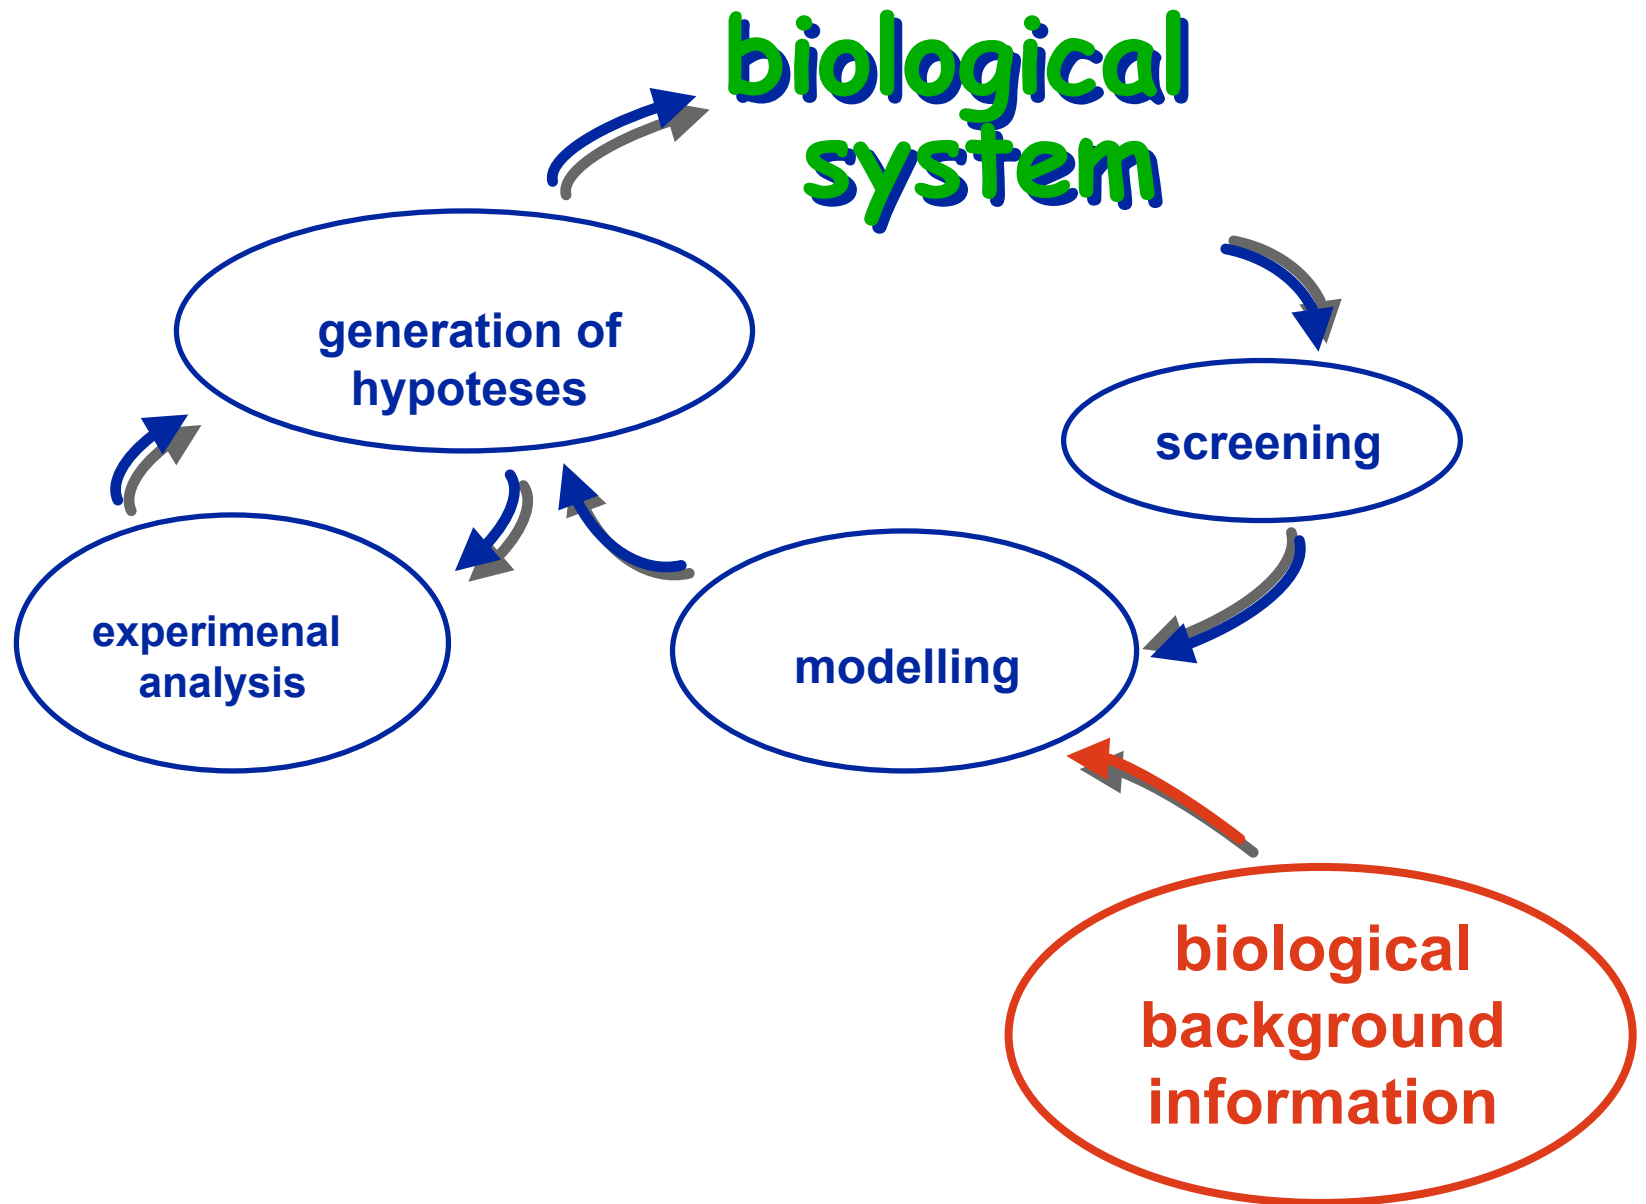 biological
system
generation of
hypoteses
screening
experimenal
analysis
modelling
biological
background
information